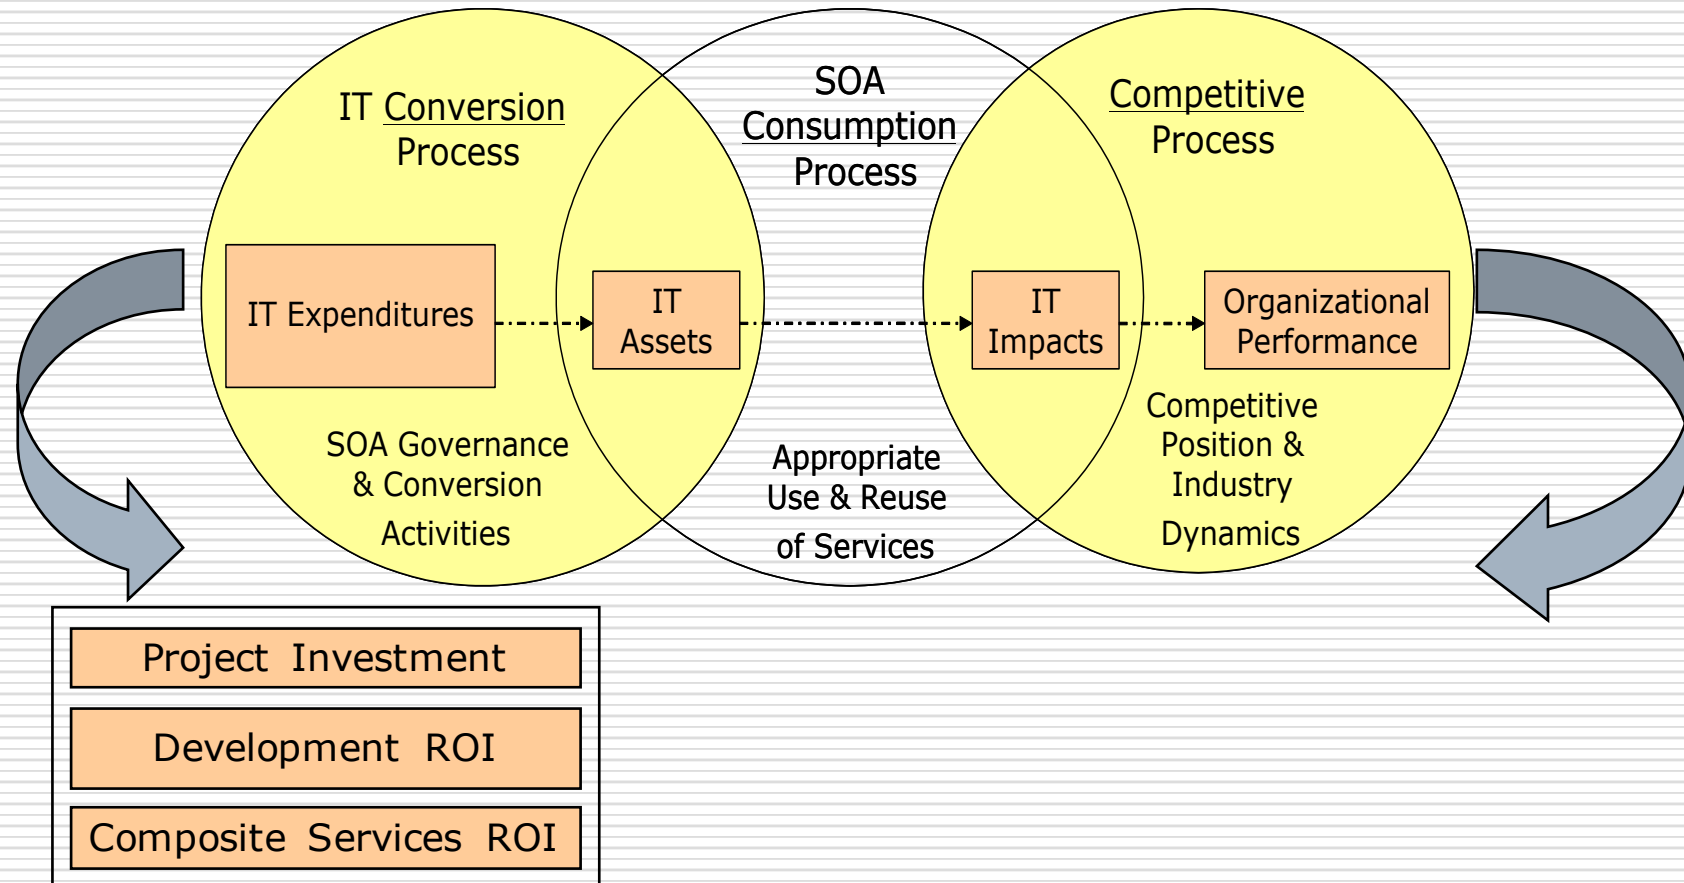 IT Conversion
Process
SOA
Consumption
Process
Competitive
Process
IT Expenditures
IT
Assets
IT
Impacts
Organizational
Performance
SOA Governance
& Conversion
Activities
Appropriate
Use & Reuse
of Services
Competitive
Position &
Industry
Dynamics
Project Investment
Development ROI
Composite Services ROI